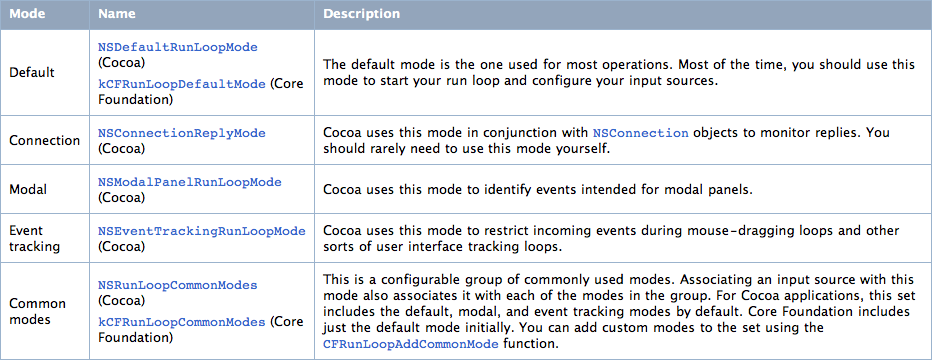 Mode Name Description
Default
NSDefaultRunLoopMode
(Cocoa)
kCFRunLoopDefaultMode (Core
Foundation)
The default mode is the one used for most operations. Most of the time, you should use this
mode to start your run loop and configure your input sources.
Connection
NSConnectionReplyMode
(Cocoa)
Cocoa uses this mode in conjunction with NSConnection objects to monitor replies. You
should rarely need to use this mode yourself.
Modal
NSModalPanelRunLoopMode
(Cocoa)
Cocoa uses this mode to identify events intended for modal panels.
Event
tracking
NSEventTrackingRunLoopMode
(Cocoa)
Cocoa uses this mode to restrict incoming events during mouse-dragging loops and other
sorts of user interface tracking loops.
Common
modes
NSRunLoopCommonModes
(Cocoa)
kCFRunLoopCommonModes (Core
Foundation)
This is a configurable group of commonly used modes. Associating an input source with this
mode also associates it with each of the modes in the group. For Cocoa applications, this set
includes the default, modal, and event tracking modes by default. Core Foundation includes
just the default mode initially. You can add custom modes to the set using the
CFRunLoopAddCommonMode function.